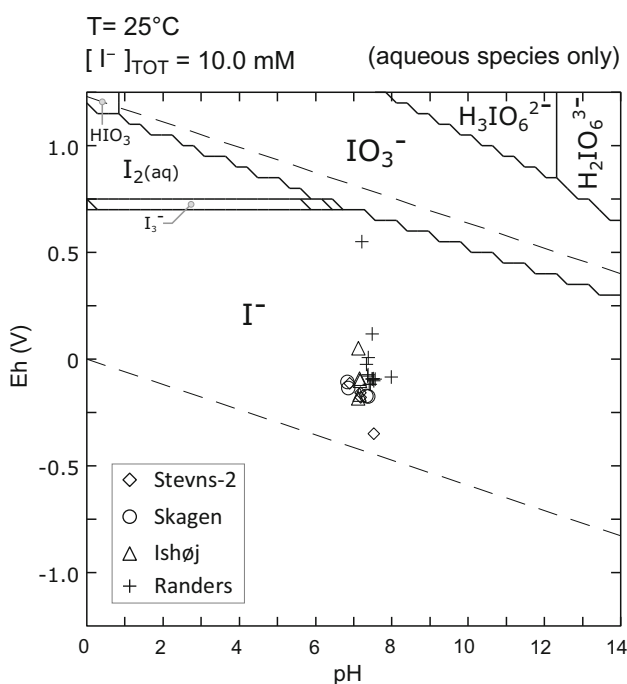 T= 25°C
[ I⁻ ]TOT = 10.0 mM (aqueous species only)
H₃IO₆²⁻
H₂IO₆³⁻
HIO₃
IO₃⁻
I₂(aq)
I₃⁻
I⁻
Eh (V)
1.0
0.5
0
-0.5
-1.0
Stevns-2
Skagen
Ishøj
Randers
0 2 4 6 8 10 12 14
pH